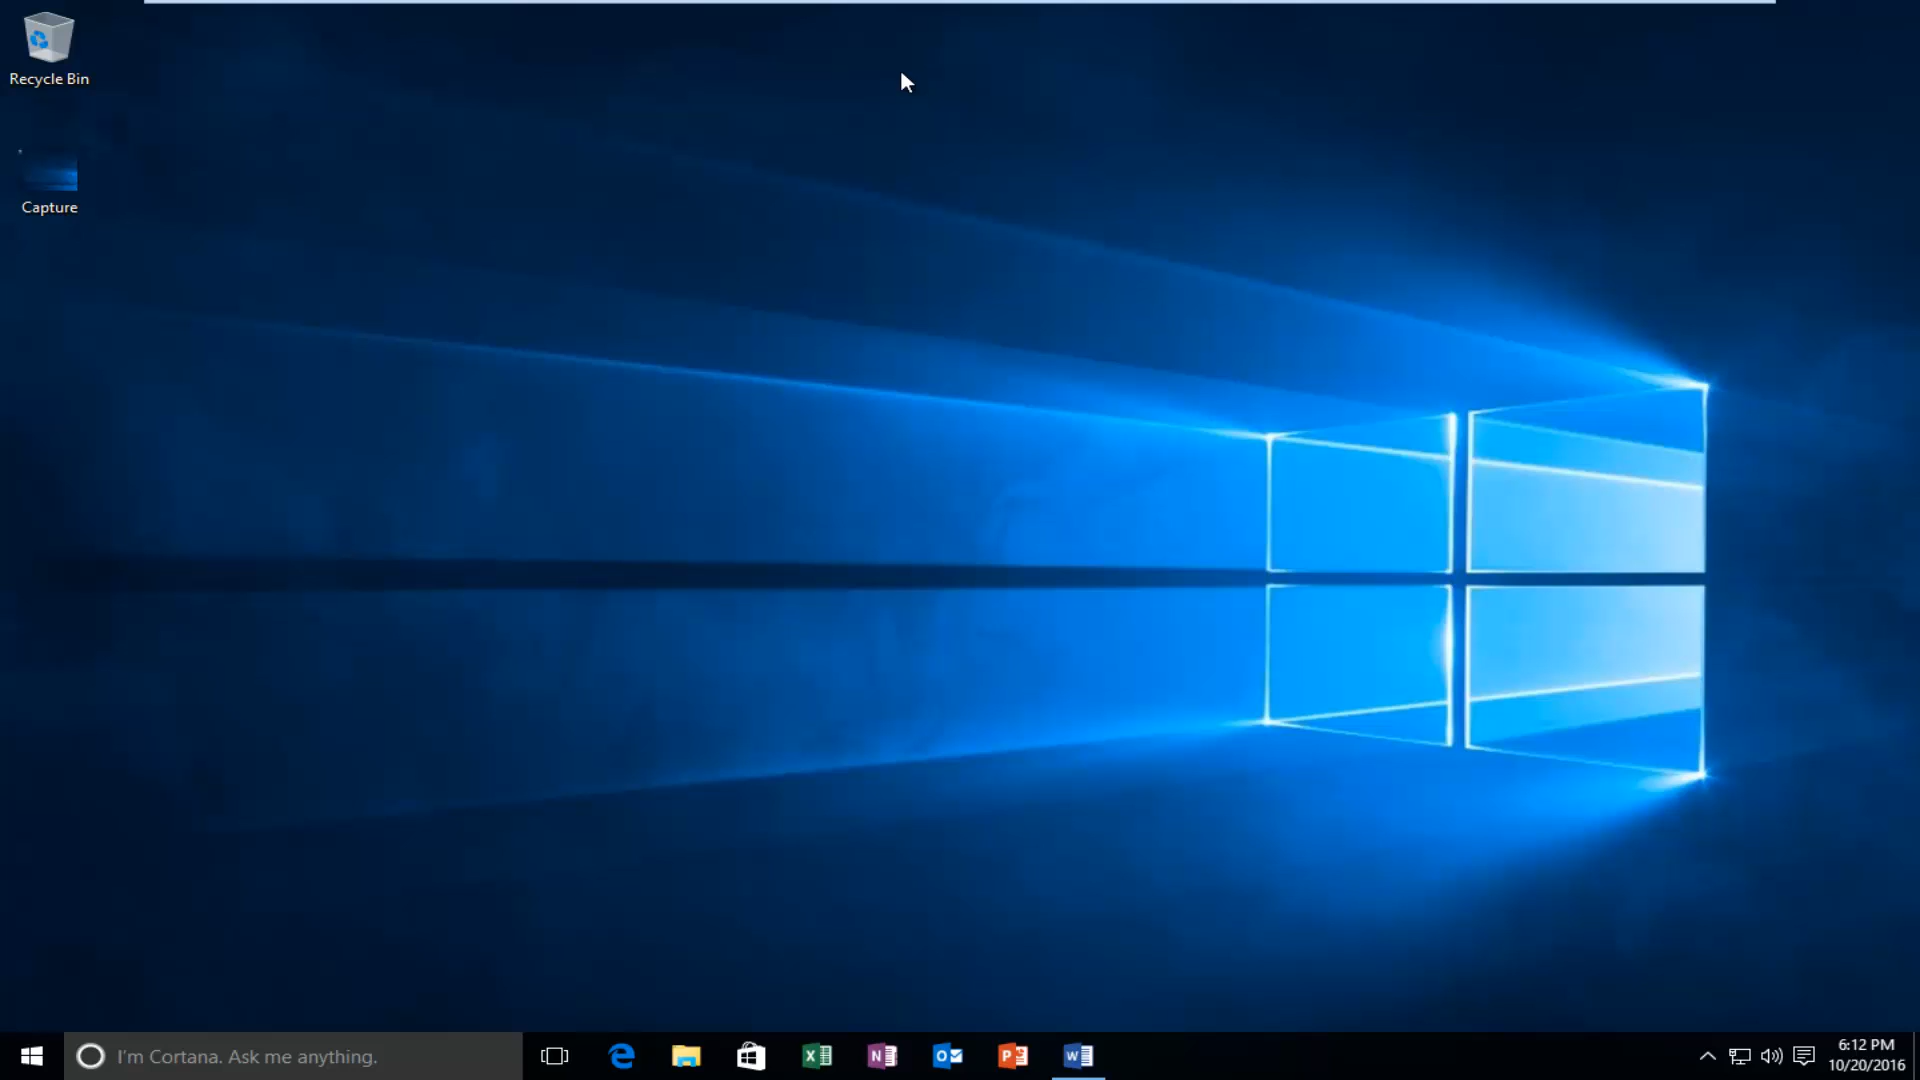 Recycle Bin
Capture
I'm Cortana. Ask me anything.
X
N
O
P
W
6:12 PM
10/20/2016